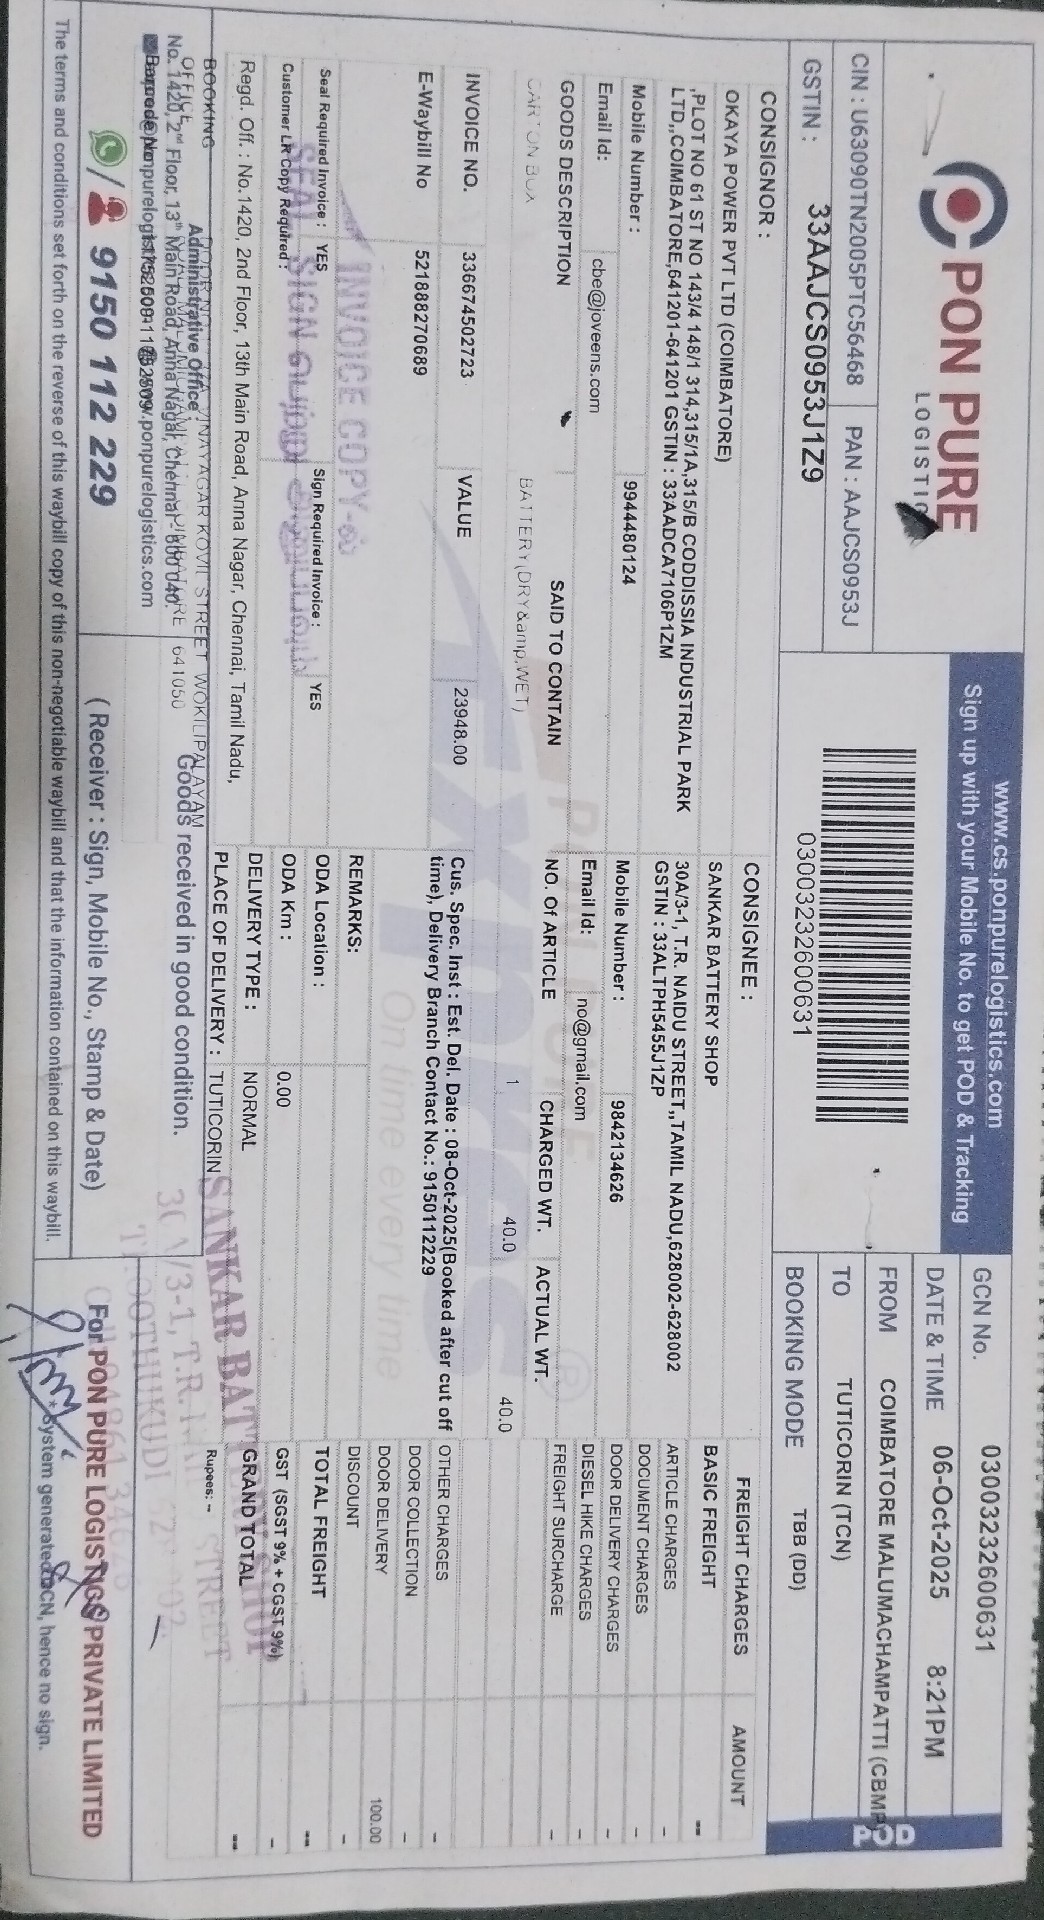 PON PURE
LOGISTIC
CIN : U63090TN2005PTC56468 PAN : AAJCS0953J
GSTIN : 33AAJCS0953J1Z9
www.cs.ponpurelogistics.com
Sign up with your Mobile No. to get POD & Tracking
03003232600631
GCN No. 03003232600631
DATE & TIME 06-Oct-2025 8:21PM
FROM COIMBATORE MALUMACHAMPATTI (CBMP)
TO TUTICORIN (TCN)
BOOKING MODE TBB (DD)
POD
CONSIGNOR :
OKAYA POWER PVT LTD (COIMBATORE)
,PLOT NO 61 ST NO 143/4 148/1 314,315/1A,315/B CODDISSIA INDUSTRIAL PARK
LTD,,COIMBATORE,641201-641201 GSTIN : 33AADCA7106P1ZM
Mobile Number : 9944480124
Email Id: cbe@joveens.com
CONSIGNEE :
SANKAR BATTERY SHOP
30A/3-1, T.R. NAIDU STREET,,TAMIL NADU,628002-628002
GSTIN : 33ALTPH5455J1ZP
Mobile Number : 9842134626
Email Id: no@gmail.com
GOODS DESCRIPTION SAID TO CONTAIN NO. Of ARTICLE CHARGED WT. ACTUAL WT.
CARTON BOX BATTERY(DRY&amp;WET) 1 40.0 40.0
INVOICE NO. 336674502723 VALUE 23948.00
E-Waybill No 521888270689
Cus. Spec. Inst : Est. Del. Date : 08-Oct-2025(Booked after cut off
time), Delivery Branch Contact No.: 9150112229
INVOICE COPY-ல்
SEAL SIGN
Seal Required Invoice : YES Sign Required Invoice : YES
Customer LR Copy Required :
REMARKS:
ODA Location :
ODA Km : 0.00
DELIVERY TYPE : NORMAL
PLACE OF DELIVERY : TUTICORIN
FREIGHT CHARGES AMOUNT
BASIC FREIGHT --
ARTICLE CHARGES -
DOCUMENT CHARGES -
DOOR DELIVERY CHARGES -
DIESEL HIKE CHARGES -
FREIGHT SURCHARGE -
OTHER CHARGES -
DOOR COLLECTION -
DOOR DELIVERY 100.00
DISCOUNT -
TOTAL FREIGHT --
GST (SGST 9% + CGST 9%) -
GRAND TOTAL --
Rupees: -
Regd. Off. : No.1420, 2nd Floor, 13th Main Road, Anna Nagar, Chennai, Tamil Nadu,
BOOKING
OFFICE
VINAYAGAR KOVIL STREET WOKILIPALAYAM
641050
Administrative Office
No. 1420, 2nd Floor, 13th Main Road, Anna Nagar, Chennai - 600 040.
9150 112 229
Goods received in good condition.
( Receiver : Sign, Mobile No., Stamp & Date)
SANKAR BATTERY SHOP
30A/3-1, T.R. STREET
THOOTHUKUDI
For PON PURE LOGISTICS PRIVATE LIMITED
* System generated GCN, hence no sign.
The terms and conditions set forth on the reverse of this waybill copy of this non-negotiable waybill and that the information contained on this waybill.
PON PURE
Express
On time every time